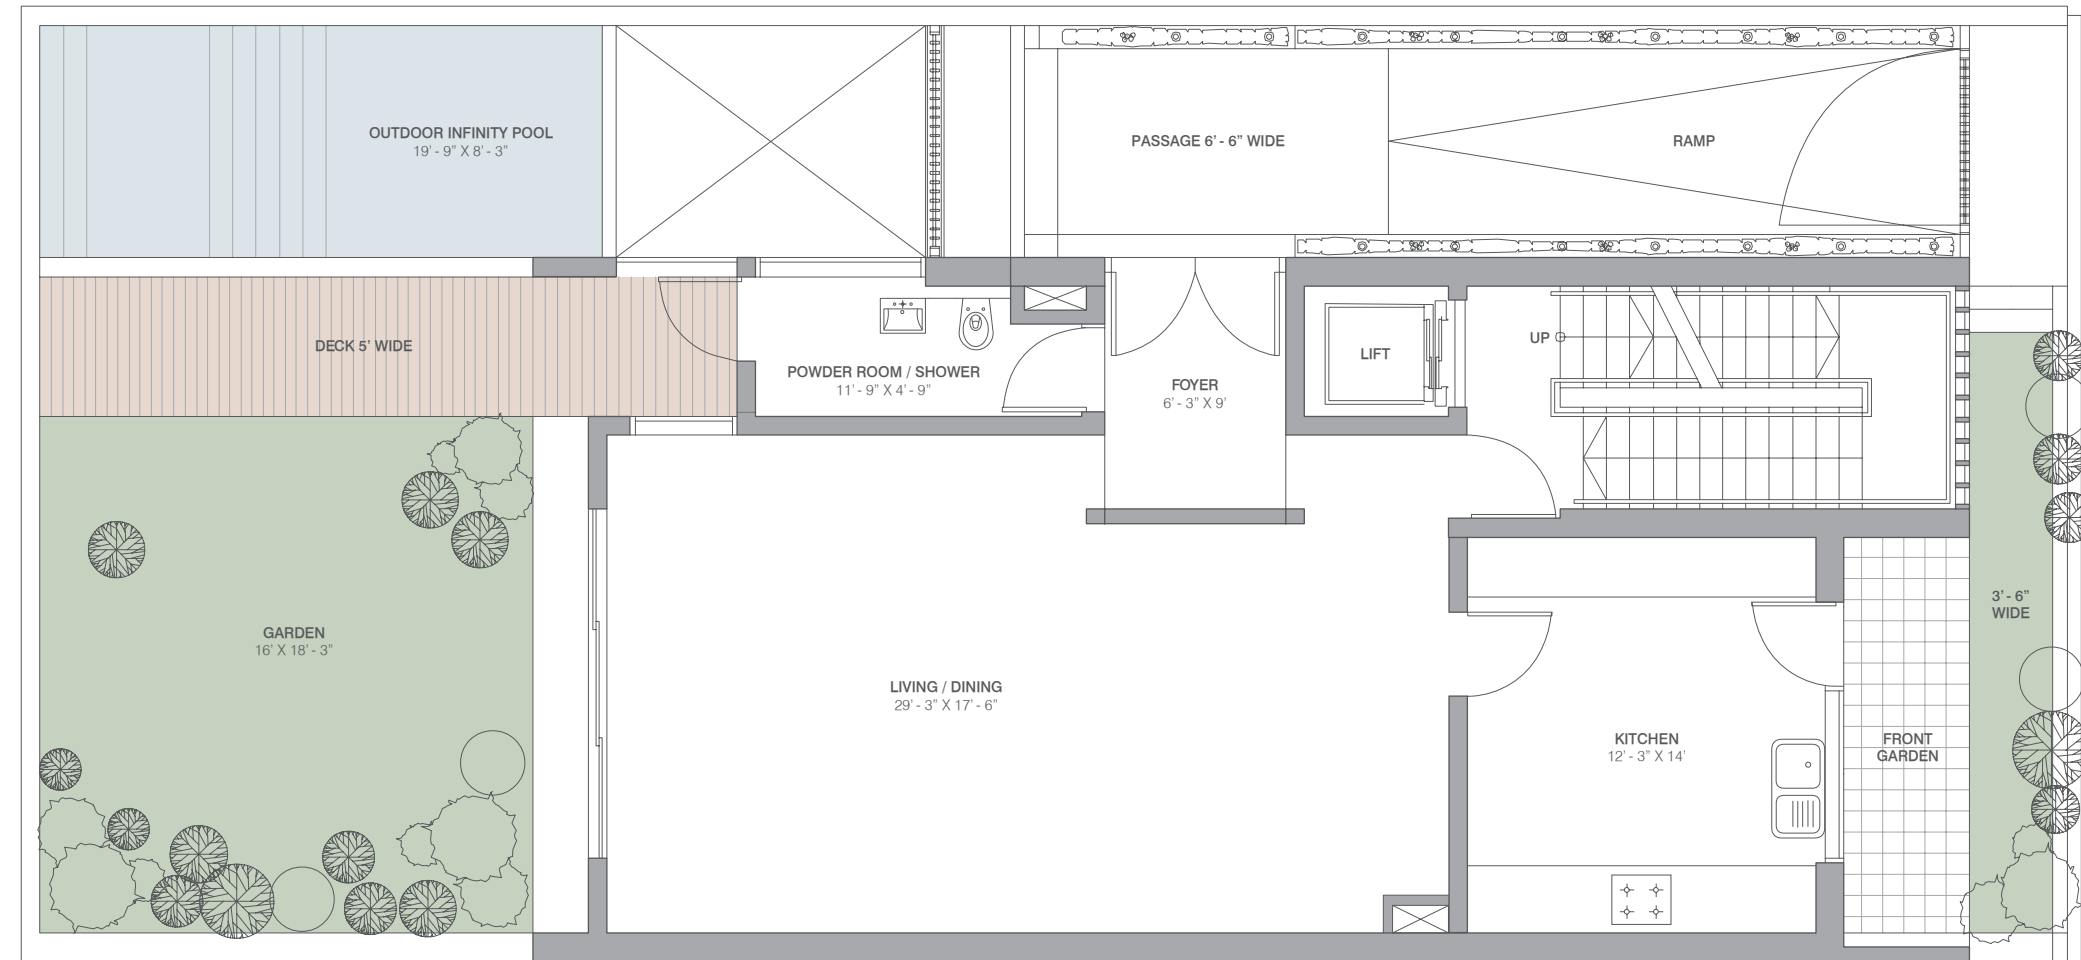 OUTDOOR INFINITY POOL
19' - 9" X 8' - 3"
PASSAGE 6' - 6" WIDE
RAMP
DECK 5' WIDE
POWDER ROOM / SHOWER
11' - 9" X 4' - 9"
FOYER
6' - 3" X 9'
LIFT
UP
GARDEN
16' X 18' - 3"
LIVING / DINING
29' - 3" X 17' - 6"
KITCHEN
12' - 3" X 14'
FRONT
GARDEN
3' - 6"
WIDE